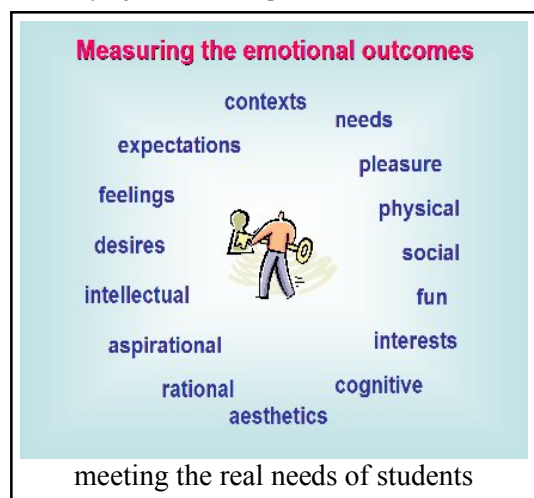 Measuring the emotional outcomes
contexts
needs
expectations
pleasure
feelings
physical
desires
social
intellectual
fun
aspirational
interests
rational
cognitive
aesthetics
meeting the real needs of students